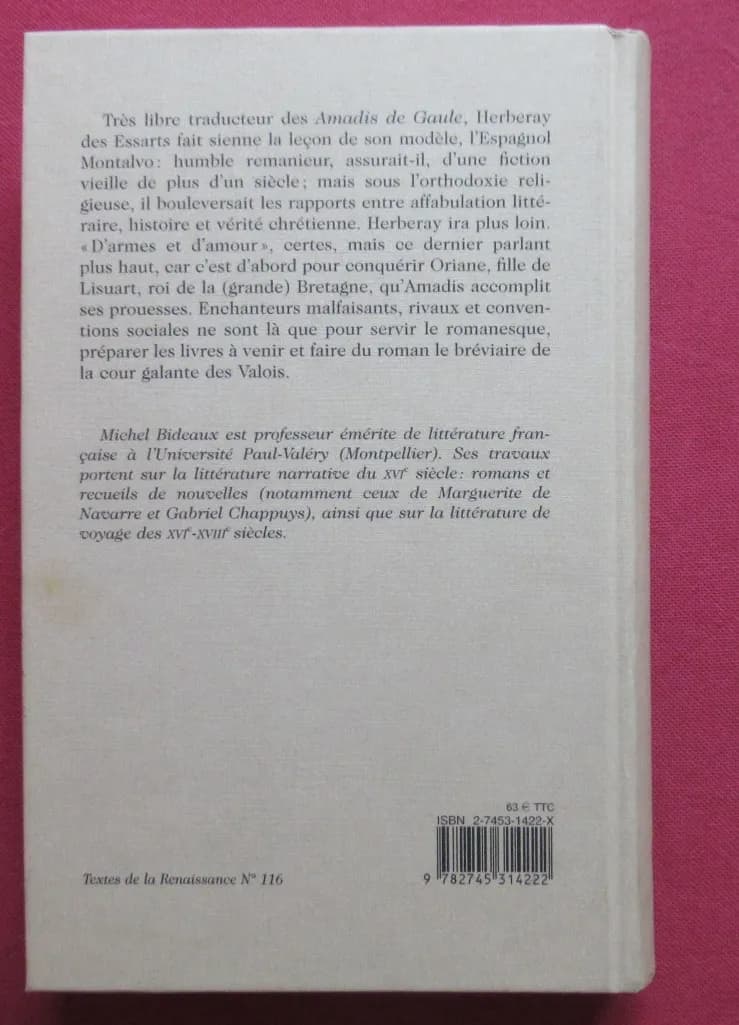 Très libre traducteur des Amadis de Gaule, Herberay
des Essarts fait sienne la leçon de son modèle, l'Espagnol
Montalvo : humble remanieur, assurait-il, d'une fiction
vieille de plus d'un siècle ; mais sous l'orthodoxie reli-
gieuse, il bouleversait les rapports entre affabulation litté-
raire, histoire et vérité chrétienne. Herberay ira plus loin.
« D'armes et d'amour », certes, mais ce dernier parlant
plus haut, car c'est d'abord pour conquérir Oriane, fille de
Lisuart, roi de la (grande) Bretagne, qu'Amadis accomplit
ses prouesses. Enchanteurs malfaisants, rivaux et conven-
tions sociales ne sont là que pour servir le romanesque,
préparer les livres à venir et faire du roman le bréviaire de
la cour galante des Valois.
Michel Bideaux est professeur émérite de littérature fran-
çaise à l'Université Paul-Valéry (Montpellier). Ses travaux
portent sur la littérature narrative du XVIe siècle : romans et
recueils de nouvelles (notamment ceux de Marguerite de
Navarre et Gabriel Chappuys), ainsi que sur la littérature de
voyage des XVIe-XVIIIe siècles.
63 € TTC
ISBN 2-7453-1422-X
9 782745 314222
Textes de la Renaissance N° 116